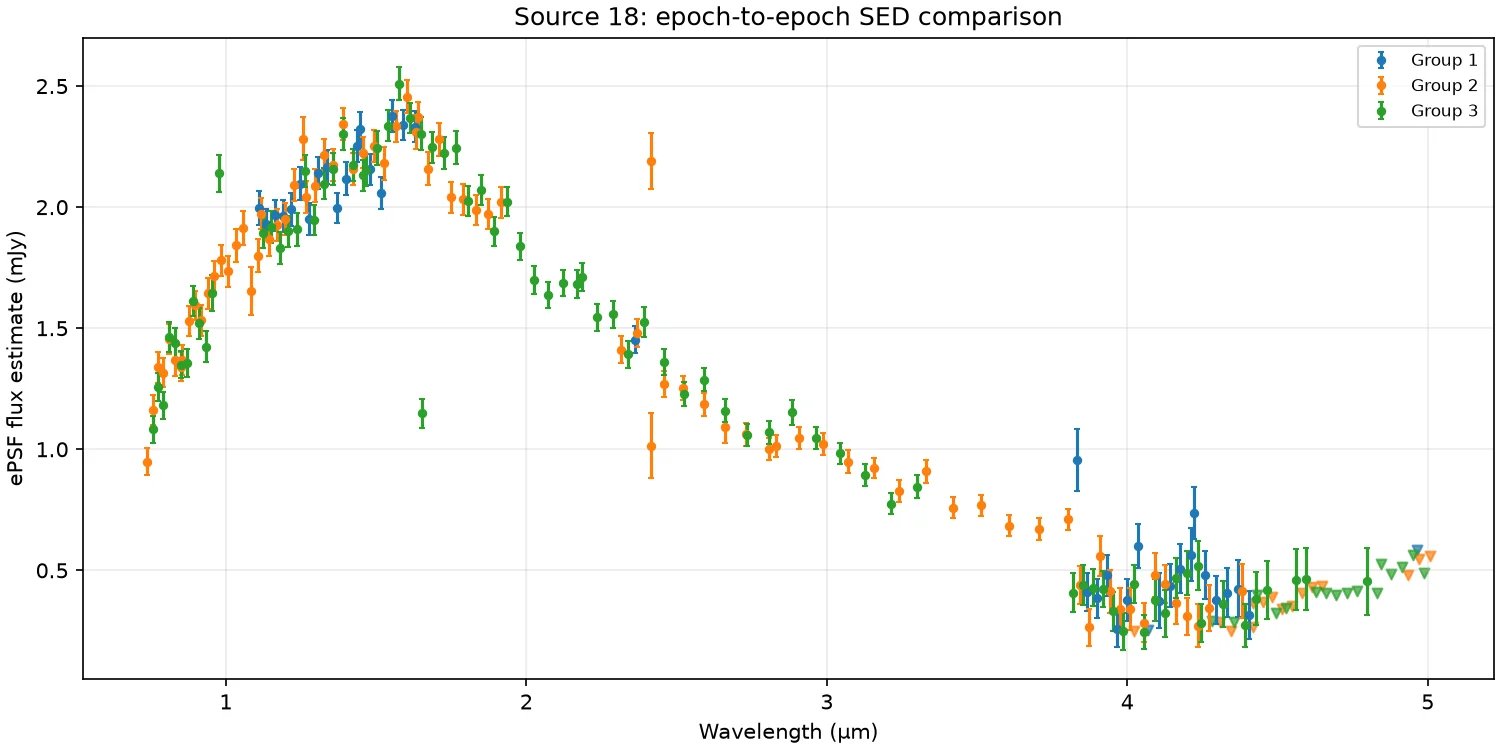 Source 18: epoch-to-epoch SED comparison
ePSF flux estimate (mJy)
2.5
2.0
1.5
1.0
0.5
Group 1
Group 2
Group 3
1 2 3 4 5
Wavelength (μm)